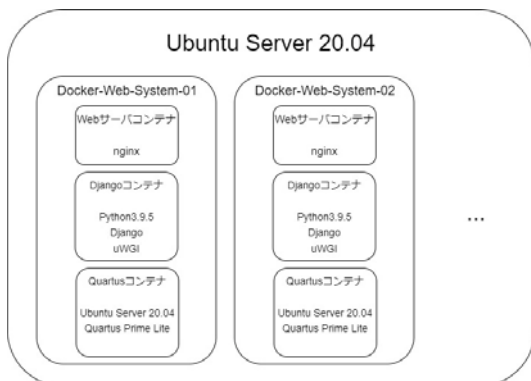 Ubuntu Server 20.04
Docker-Web-System-01
Webサーバコンテナ
nginx
Djangoコンテナ
Python3.9.5
Django
uWGI
Quartusコンテナ
Ubuntu Server 20.04
Quartus Prime Lite
Docker-Web-System-02
Webサーバコンテナ
nginx
Djangoコンテナ
Python3.9.5
Django
uWGI
Quartusコンテナ
Ubuntu Server 20.04
Quartus Prime Lite
...